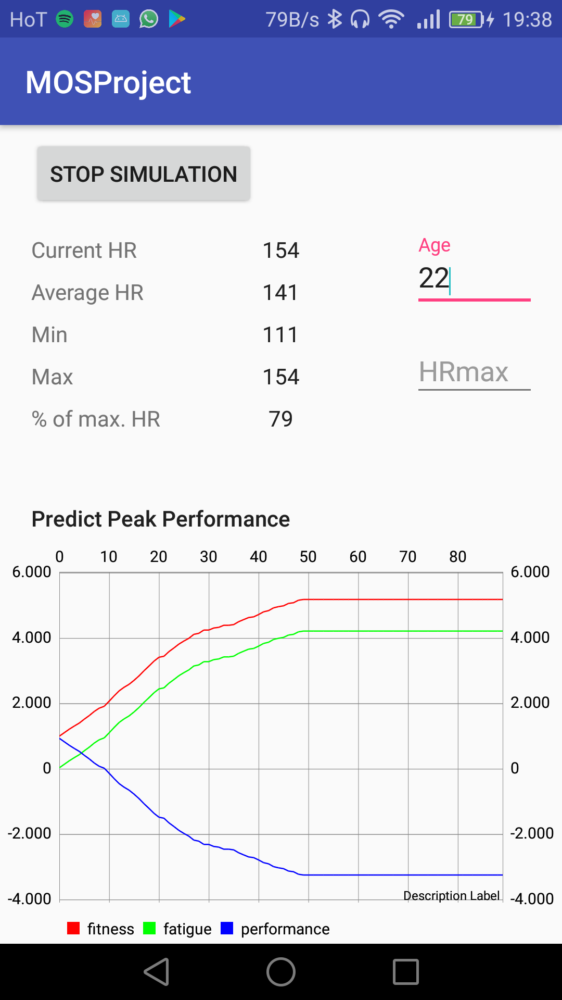 HoT 79B/s 79 19:38
MOSProject
STOP SIMULATION
Current HR 154
Age
22
Average HR 141
Min 111
Max 154
HRmax
% of max. HR 79
Predict Peak Performance
0 10 20 30 40 50 60 70 80
6.000 6.000
4.000 4.000
2.000 2.000
0 0
-2.000 -2.000
Description Label
-4.000 -4.000
fitness fatigue performance